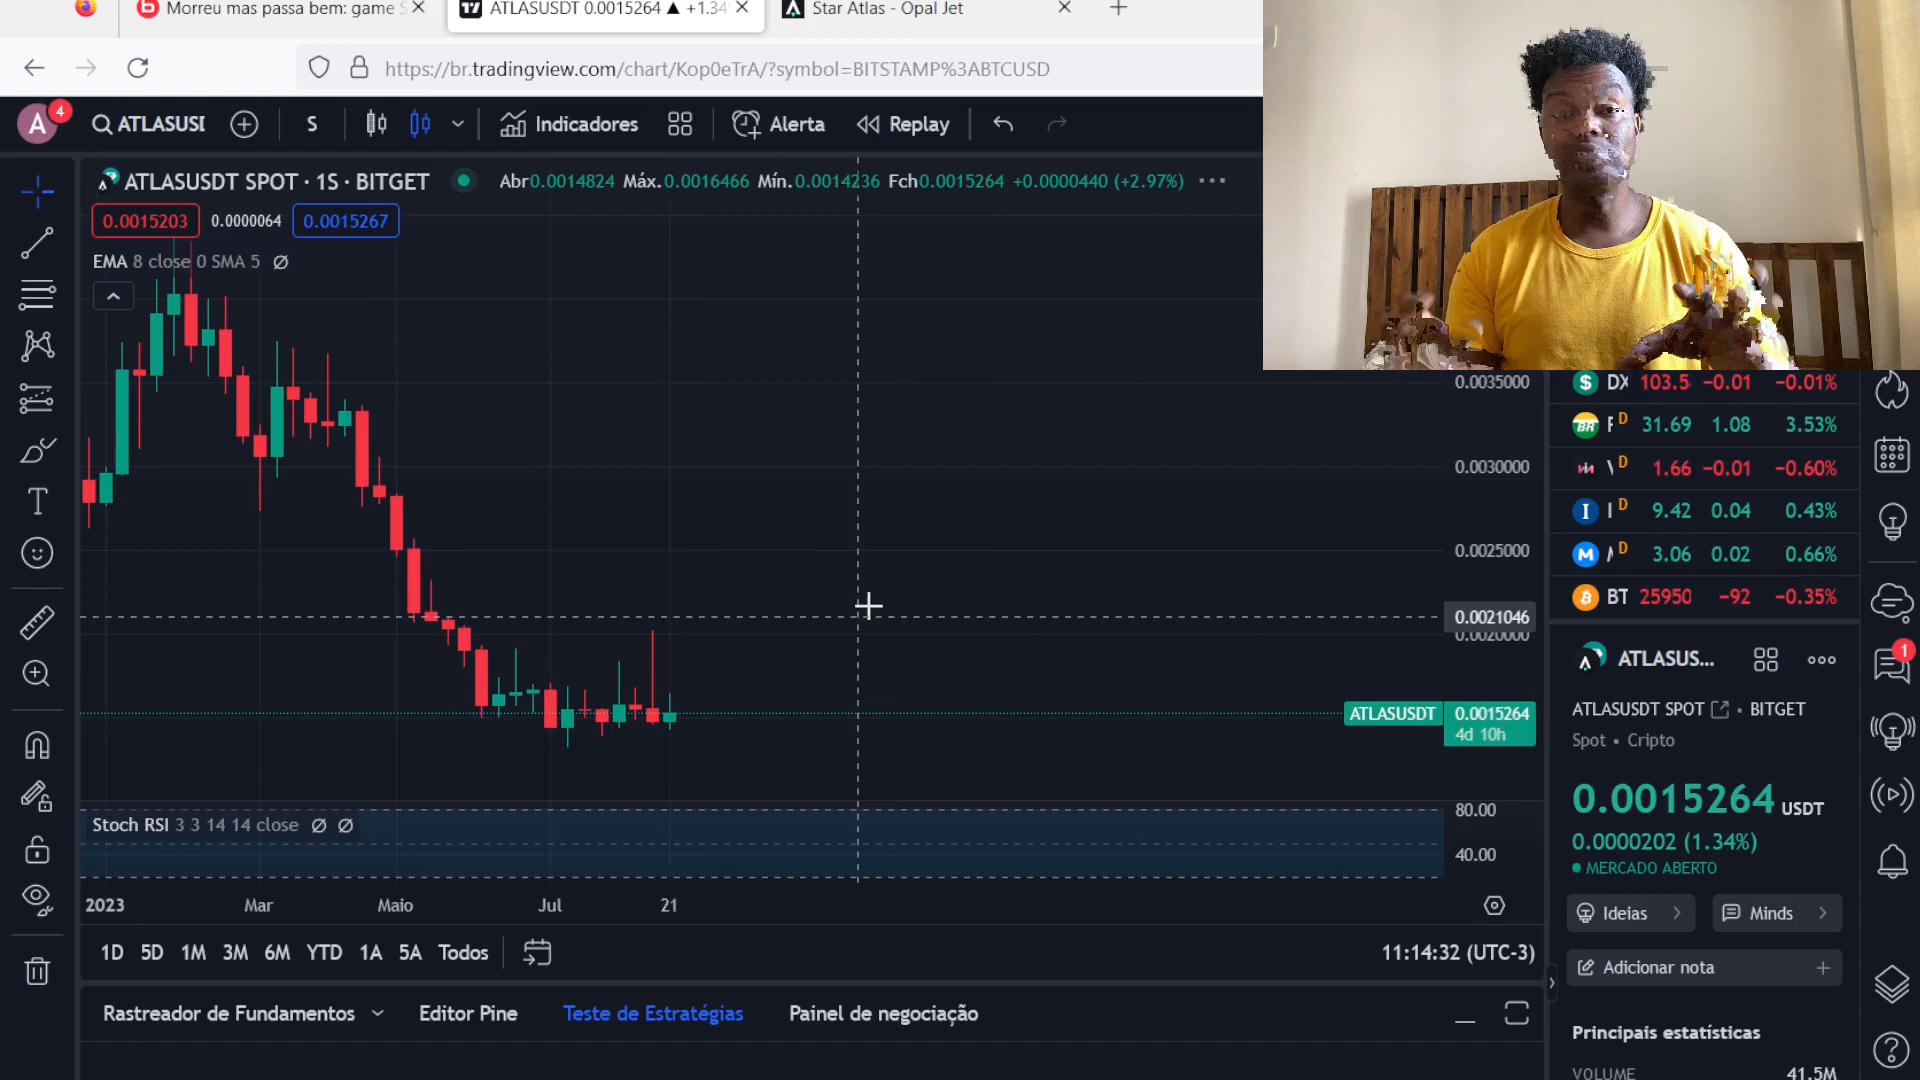 Morreu mas passa bem: game S
ATLASUSDT 0.0015264 ▲ +1.34
Star Atlas - Opal Jet
https://br.tradingview.com/chart/Kop0eTrA/?symbol=BITSTAMP%3ABTCUSD
A 4
ATLASUSI
S
Indicadores
Alerta
Replay
ATLASUSDT SPOT · 1S · BITGET
Abr0.0014824 Máx.0.0016466 Mín.0.0014236 Fch0.0015264 +0.0000440 (+2.97%)
0.0015203 0.0000064 0.0015267
EMA 8 close 0 SMA 5
0.0035000
0.0030000
0.0025000
0.0021046
0.0020000
ATLASUSDT 0.0015264
4d 10h
Stoch RSI 3 3 14 14 close
80.00
40.00
2023 Mar Maio Jul 21
1D 5D 1M 3M 6M YTD 1A 5A Todos
11:14:32 (UTC-3)
Rastreador de Fundamentos Editor Pine Teste de Estratégias Painel de negociação
DX 103.5 −0.01 −0.01%
D 31.69 1.08 3.53%
D 1.66 −0.01 −0.60%
I D 9.42 0.04 0.43%
M D 3.06 0.02 0.66%
BT 25950 −92 −0.35%
ATLASUS...
1
ATLASUSDT SPOT • BITGET
Spot • Cripto
0.0015264 USDT
0.0000202 (1.34%)
MERCADO ABERTO
Ideias
Minds
Adicionar nota
Principais estatísticas
VOLUME 41.5M